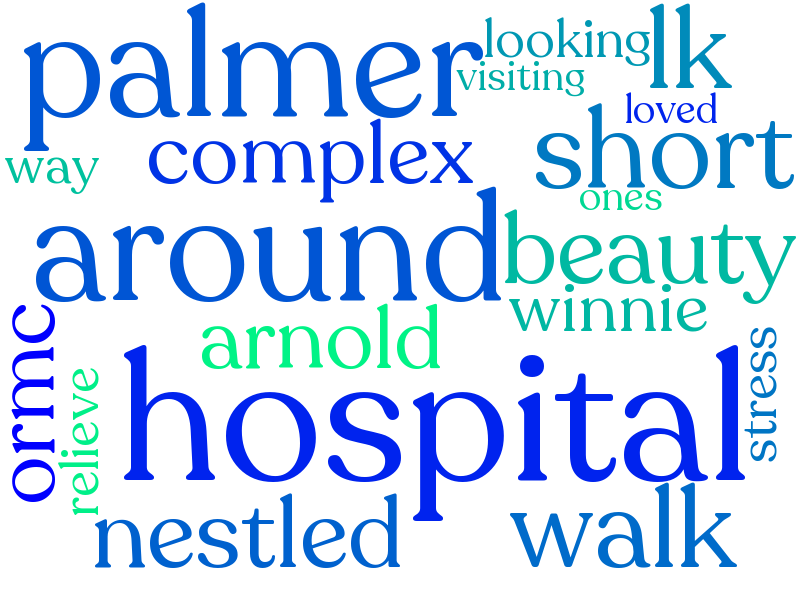 palmer
looking
lk
visiting
loved
way
complex
short
ones
around
beauty
winnie
arnold
ormc
relieve
hospital
stress
nestled
walk